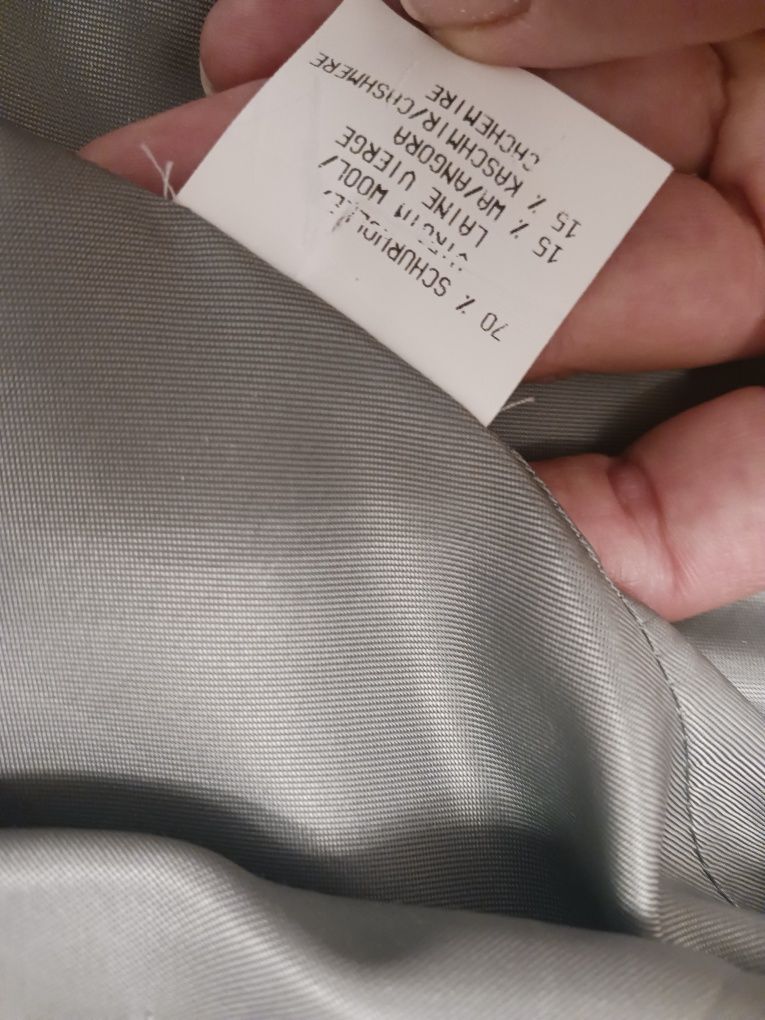 70 % SCHURWOLLE/
VIRGIN WOOL/
LAINE VIERGE
15 % WA/ANGORA
15 % KASCHMIR/CASHMERE
CACHEMIRE